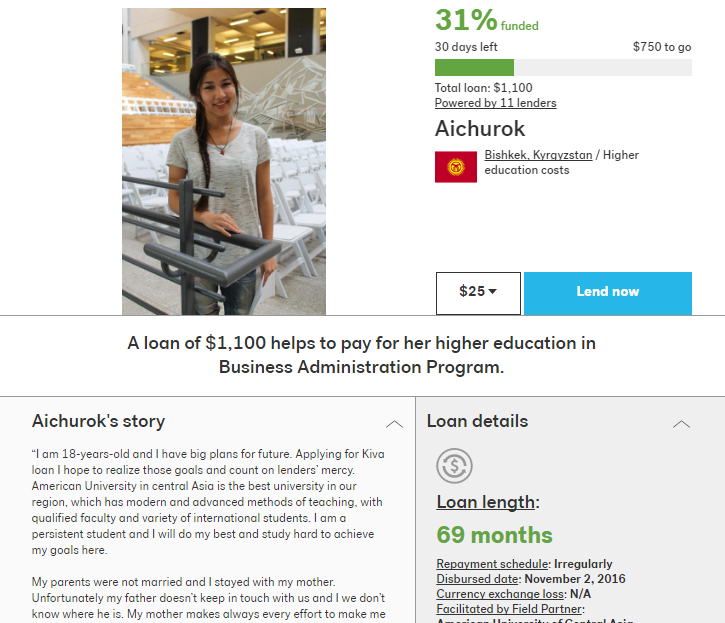 31% funded
30 days left $750 to go
Total loan: $1,100
Powered by 11 lenders
Aichurok
Bishkek, Kyrgyzstan / Higher
education costs
$25
Lend now
A loan of $1,100 helps to pay for her higher education in
Business Administration Program.
Aichurok's story
“I am 18-years-old and I have big plans for future. Applying for Kiva
loan I hope to realize those goals and count on lenders’ mercy.
American University in central Asia is the best university in our
region, which has modern and advanced methods of teaching, with
qualified faculty and variety of international students. I am a
persistent student and I will do my best and study hard to achieve
my goals here.
My parents were not married and I stayed with my mother.
Unfortunately my father doesn’t keep in touch with us and I we don’t
know where he is. My mother makes always every effort to make me
Loan details
Loan length:
69 months
Repayment schedule: Irregularly
Disbursed date: November 2, 2016
Currency exchange loss: N/A
Facilitated by Field Partner:
American University of Central Asia